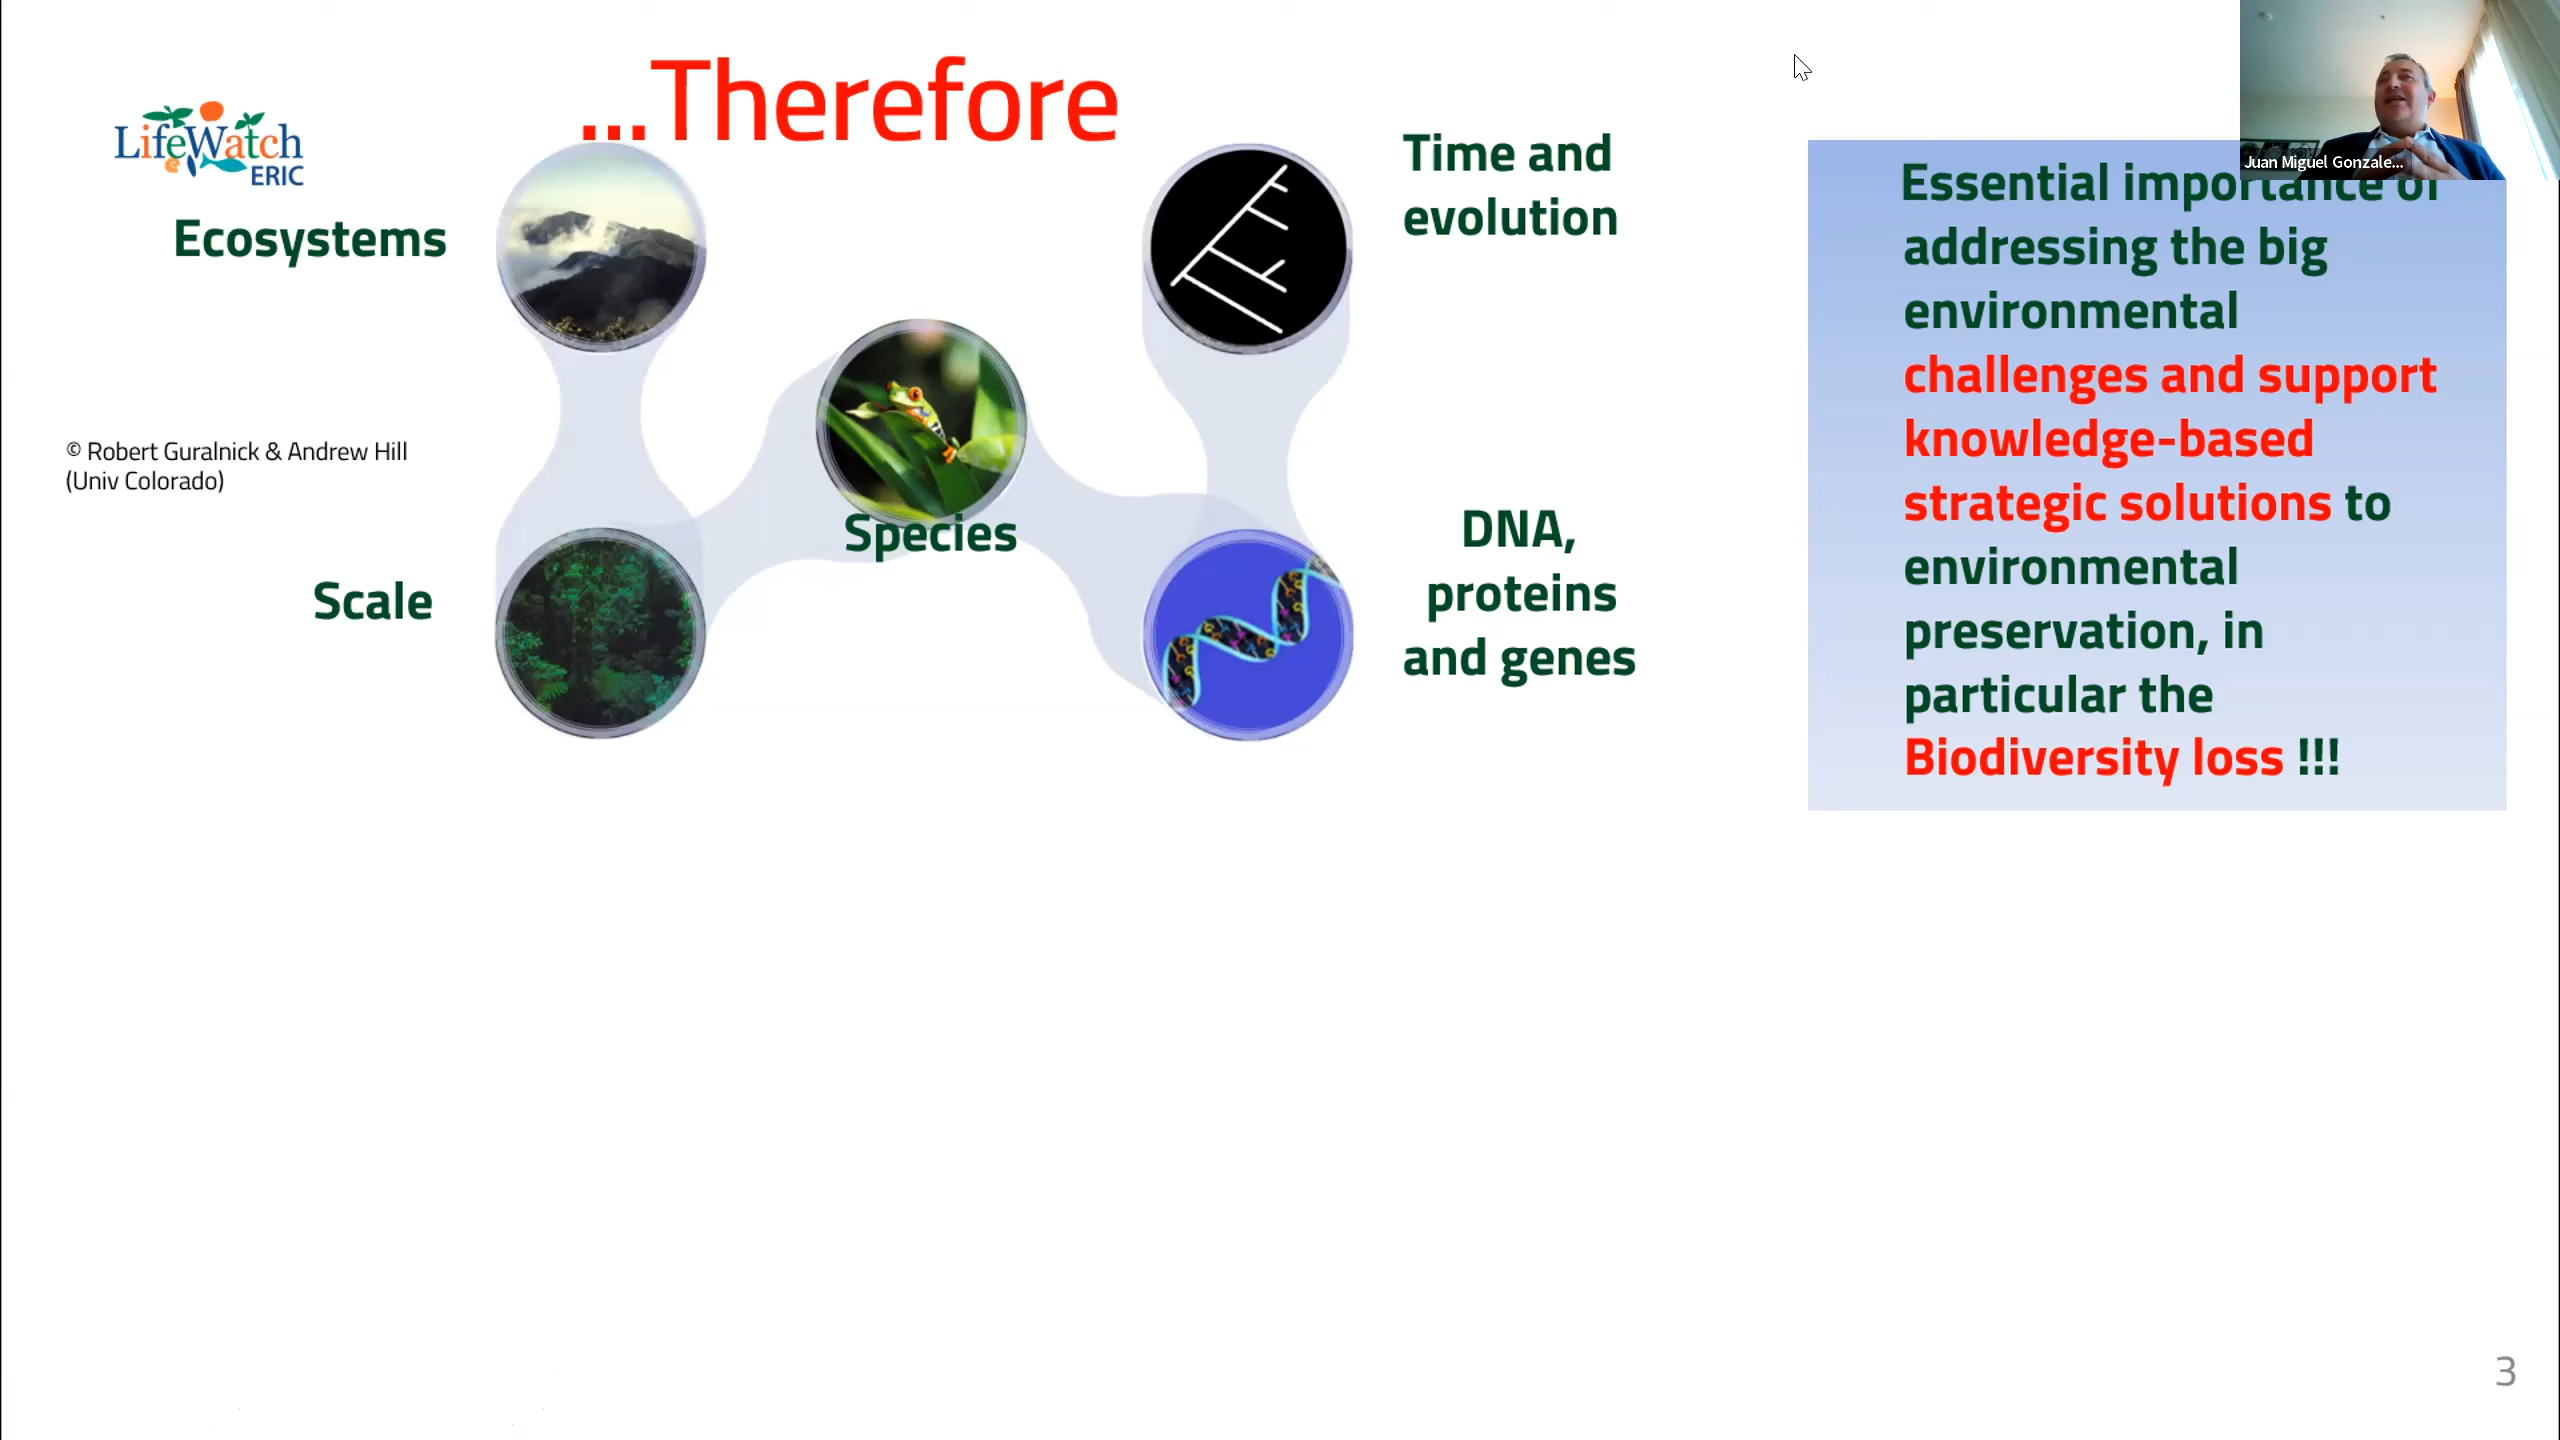 ...Therefore
LifeWatch
ERIC
Ecosystems
Time and
evolution
© Robert Guralnick & Andrew Hill
(Univ Colorado)
Species
Scale
DNA,
proteins
and genes
Juan Miguel Gonzale...
Essential importance of
addressing the big
environmental
challenges and support
knowledge-based
strategic solutions to
environmental
preservation, in
particular the
Biodiversity loss !!!
3